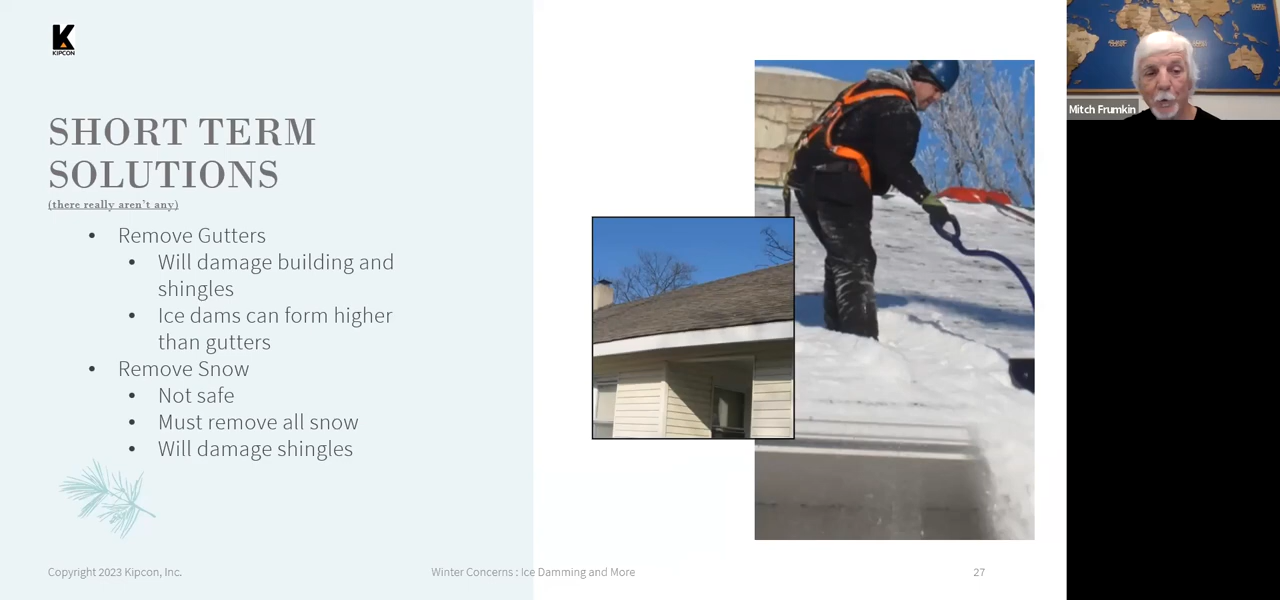 K
KIPCON
SHORT TERM
SOLUTIONS
(there really aren't any)
• Remove Gutters
• Will damage building and
shingles
• Ice dams can form higher
than gutters
• Remove Snow
• Not safe
• Must remove all snow
• Will damage shingles
Copyright 2023 Kipcon, Inc.
Winter Concerns : Ice Damming and More
27
Mitch Frumkin